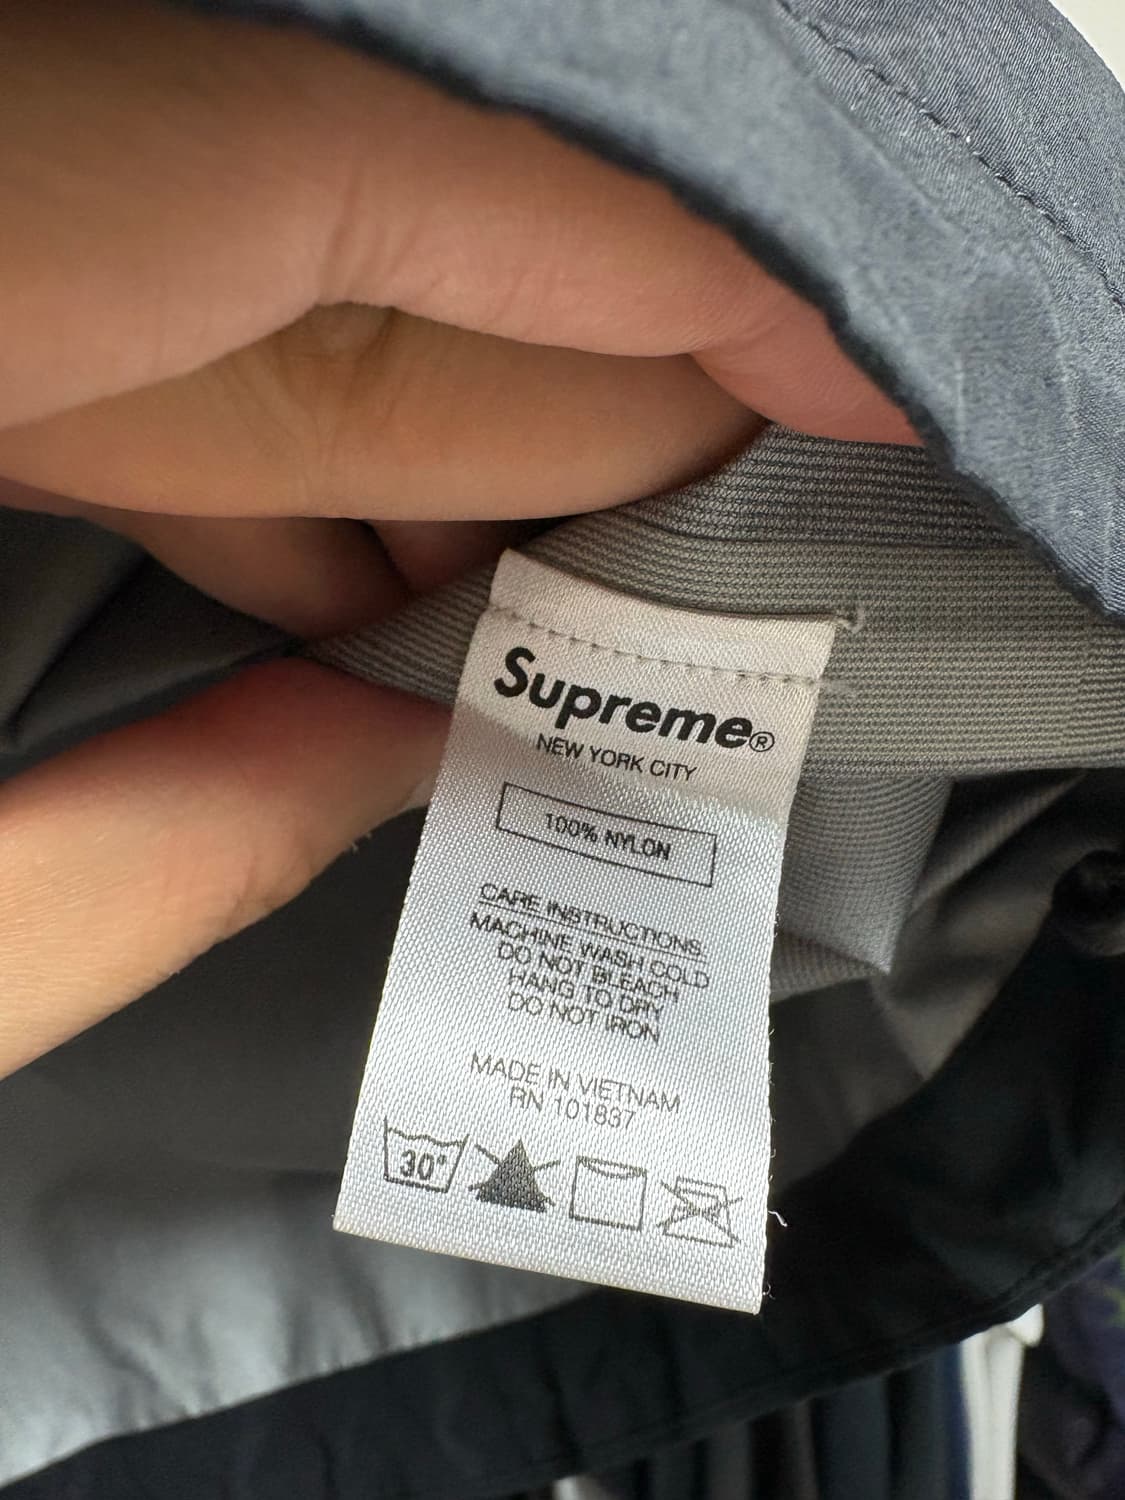 Supreme®
NEW YORK CITY
100% NYLON
CARE INSTRUCTIONS.
MACHINE WASH COLD
DO NOT BLEACH
HANG TO DRY
DO NOT IRON
MADE IN VIETNAM
RN 101837
30°